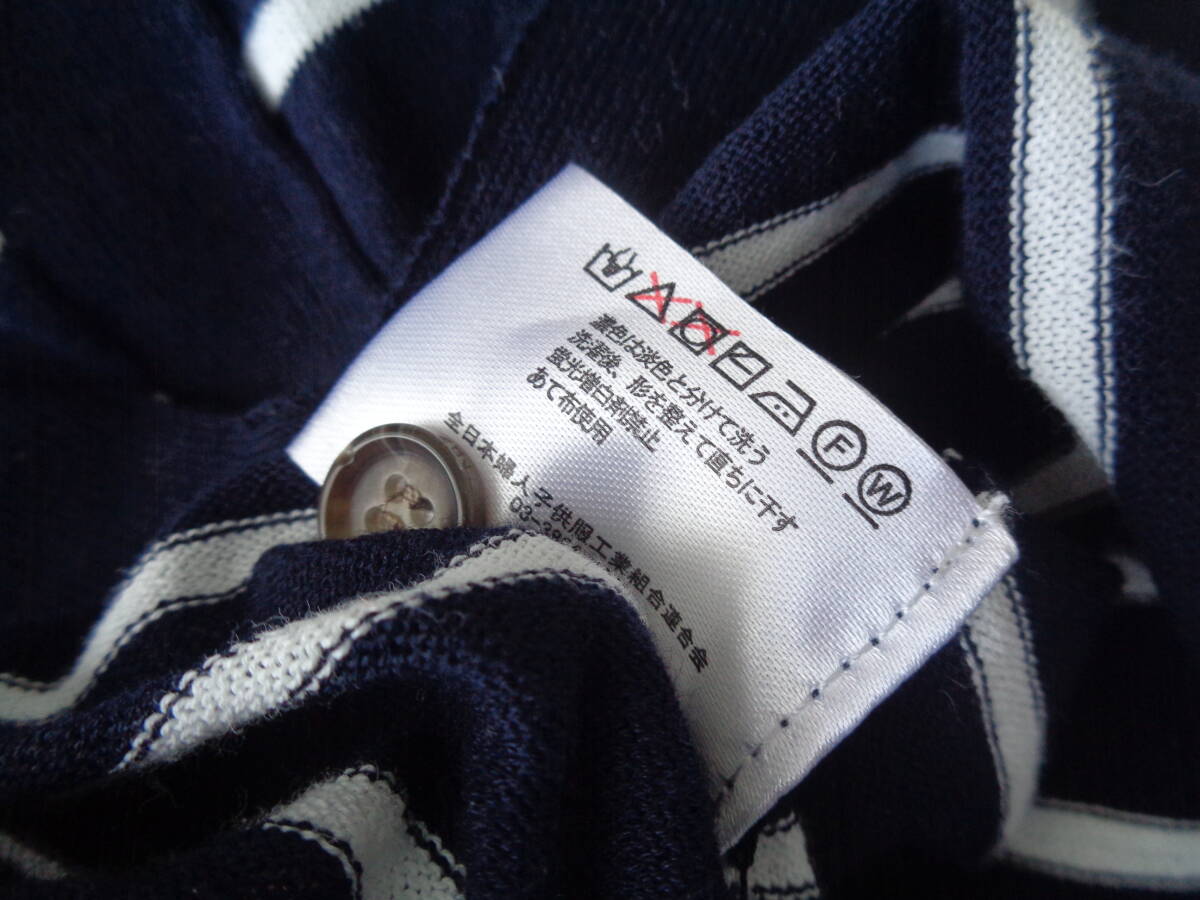 F W
濃色は淡色と分けて洗う
洗濯後、形を整えて直ちに干す
蛍光増白剤禁止
あて布使用
全日本婦人子供服工業組合連合会
03-3